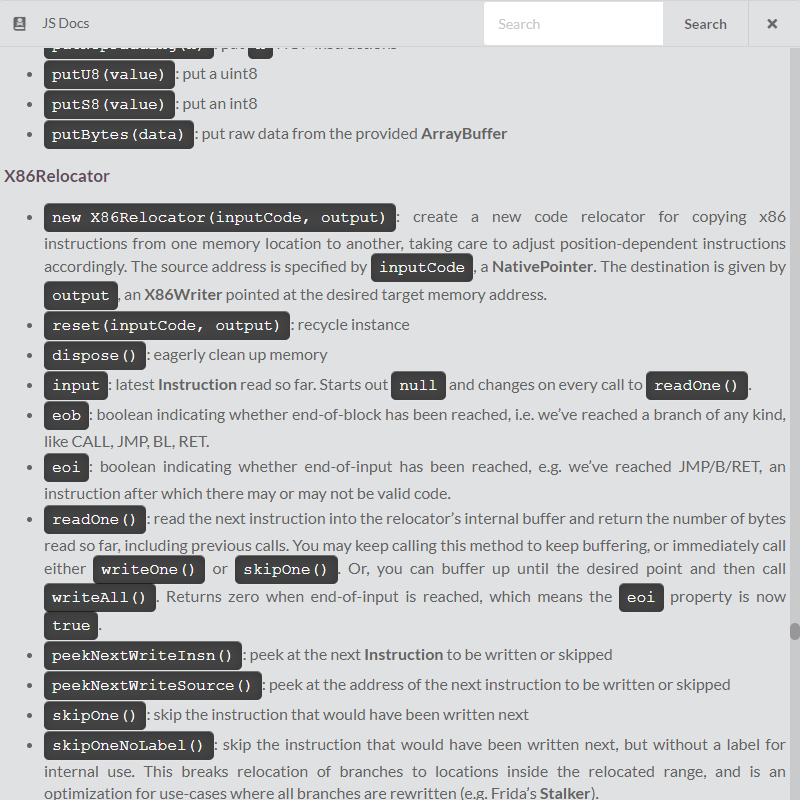 JS Docs
Search
Search
putU8(value): put a uint8
putS8(value): put an int8
putBytes(data): put raw data from the provided ArrayBuffer
X86Relocator
new X86Relocator(inputCode, output): create a new code relocator for copying x86
instructions from one memory location to another, taking care to adjust position-dependent instructions
accordingly. The source address is specified by inputCode, a NativePointer. The destination is given by
output, an X86Writer pointed at the desired target memory address.
reset(inputCode, output): recycle instance
dispose(): eagerly clean up memory
input: latest Instruction read so far. Starts out null and changes on every call to readOne().
eob: boolean indicating whether end-of-block has been reached, i.e. we’ve reached a branch of any kind,
like CALL, JMP, BL, RET.
eoi: boolean indicating whether end-of-input has been reached, e.g. we’ve reached JMP/B/RET, an
instruction after which there may or may not be valid code.
readOne(): read the next instruction into the relocator’s internal buffer and return the number of bytes
read so far, including previous calls. You may keep calling this method to keep buffering, or immediately call
either writeOne() or skipOne(). Or, you can buffer up until the desired point and then call
writeAll(). Returns zero when end-of-input is reached, which means the eoi property is now
true.
peekNextWriteInsn(): peek at the next Instruction to be written or skipped
peekNextWriteSource(): peek at the address of the next instruction to be written or skipped
skipOne(): skip the instruction that would have been written next
skipOneNoLabel(): skip the instruction that would have been written next, but without a label for
internal use. This breaks relocation of branches to locations inside the relocated range, and is an
optimization for use-cases where all branches are rewritten (e.g. Frida’s Stalker).